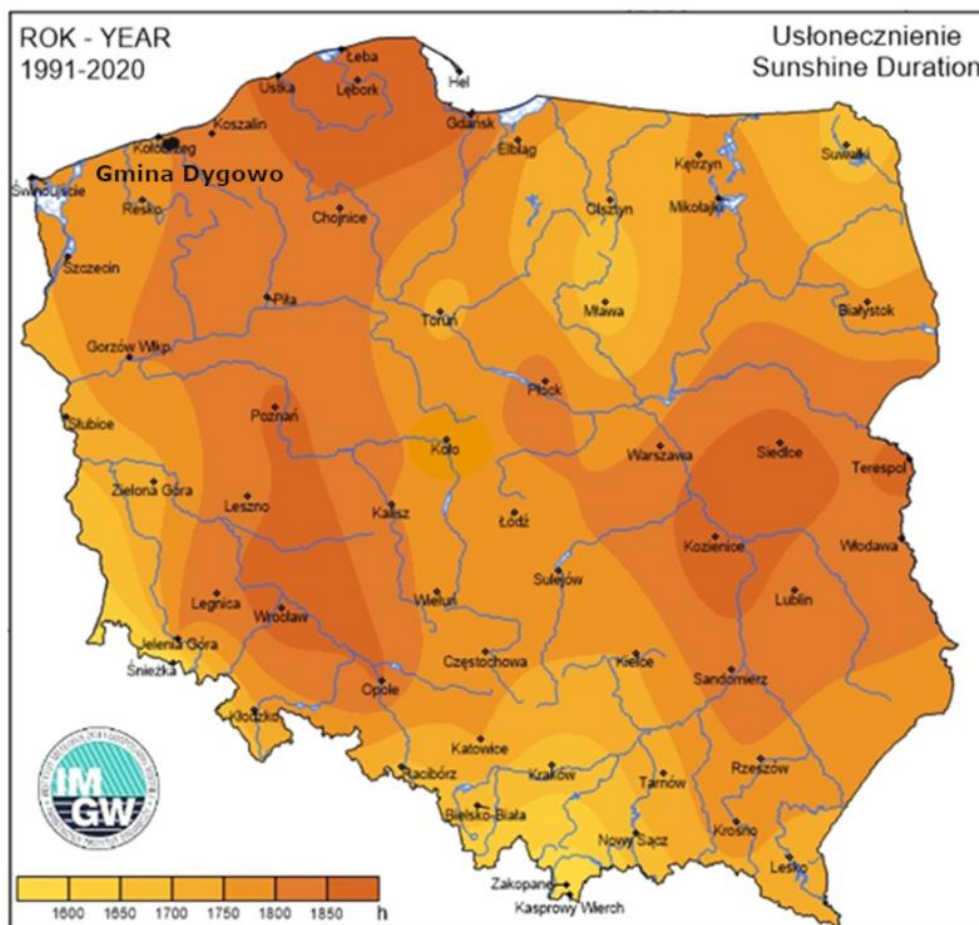 ROK - YEAR
1991-2020
Usłonecznienie
Sunshine Duration
Łeba
Ustka
Lębork
Hel
Gdańsk
Koszalin
Kołobrzeg
Elbląg
Gmina Dygowo
Kętrzyn
Suwałki
Świnoujście
Resko
Chojnice
Olsztyn
Mikołajki
Szczecin
Piła
Toruń
Mława
Białystok
Gorzów Wlkp.
Płock
Słubice
Poznań
Koło
Warszawa
Siedlce
Terespol
Zielona Góra
Leszno
Kalisz
Łódź
Kozienice
Włodawa
Sulejów
Legnica
Wrocław
Wieluń
Lublin
Jelenia Góra
Śnieżka
Częstochowa
Kielce
Sandomierz
Opole
Kłodzko
Katowice
Racibórz
Kraków
Tarnów
Rzeszów
IM
GW
Bielsko-Biała
Nowy Sącz
Krosno
Lesko
Zakopane
Kasprowy Wierch
1600 1650 1700 1750 1800 1850 h